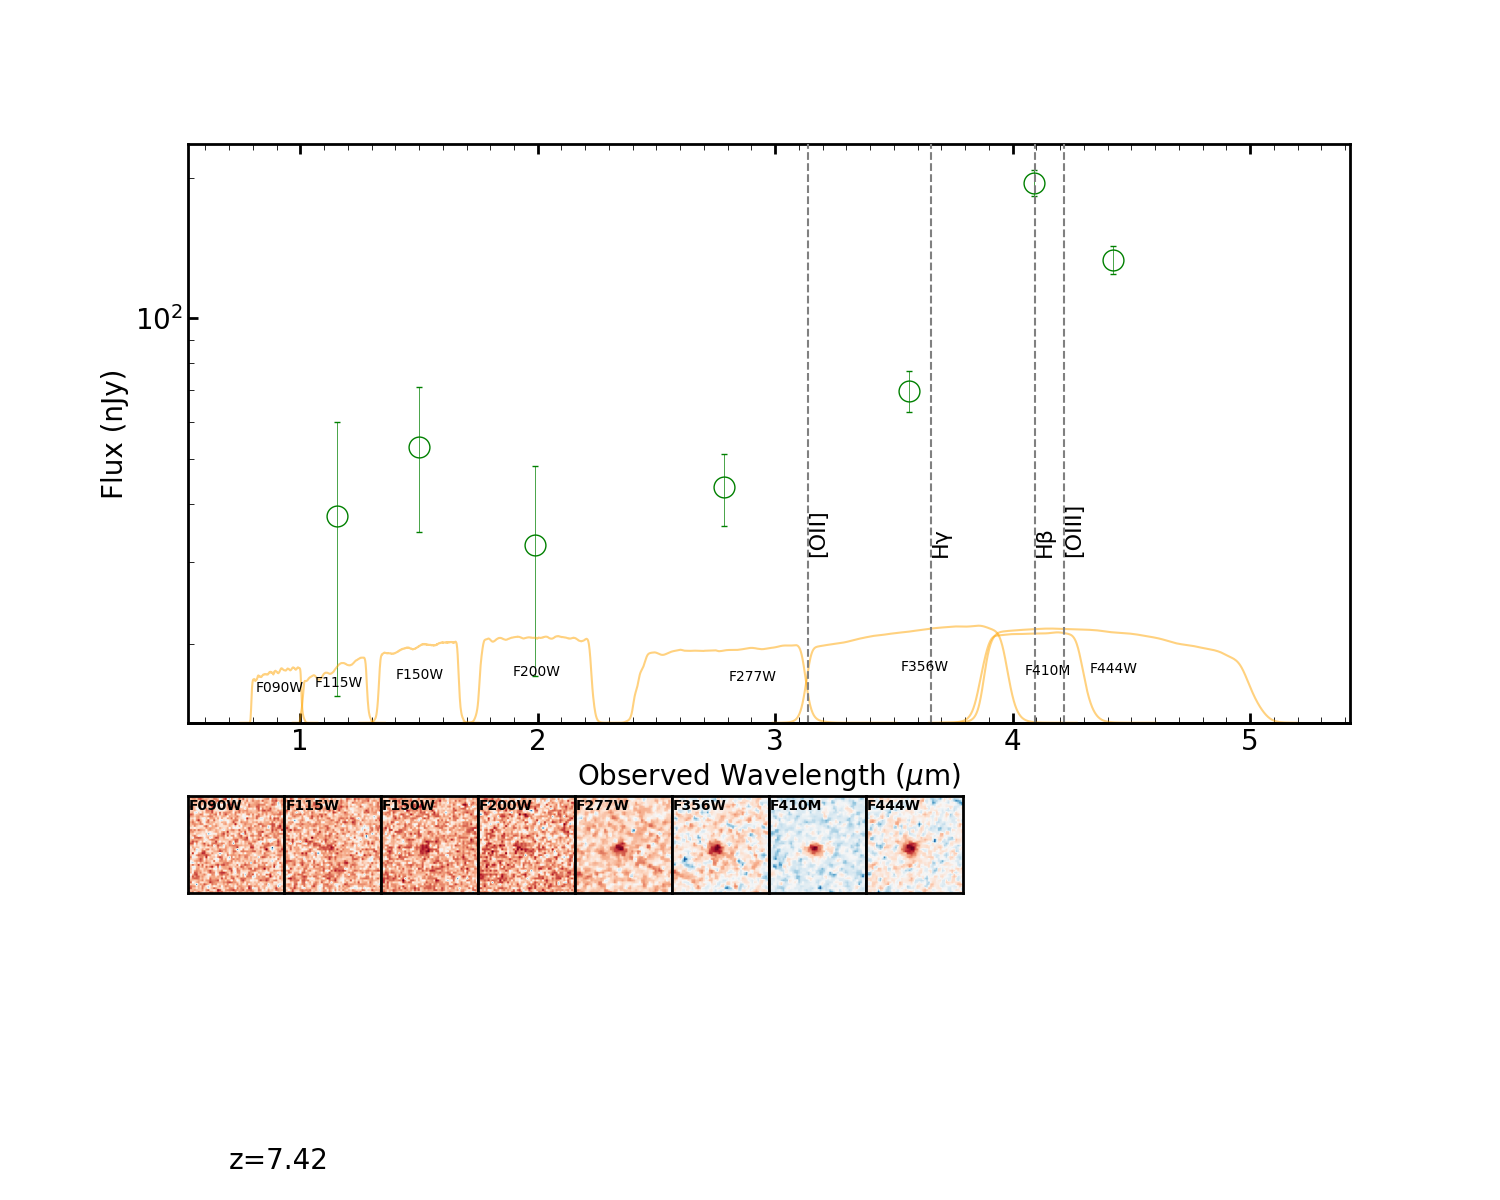 10²
Flux (nJy)
[OII]
Hγ
Hβ
[OIII]
F090W
F115W
F150W
F200W
F277W
F356W
F410M
F444W
1 2 3 4 5
Observed Wavelength (μm)
F090W F115W F150W F200W F277W F356W F410M F444W
z=7.42